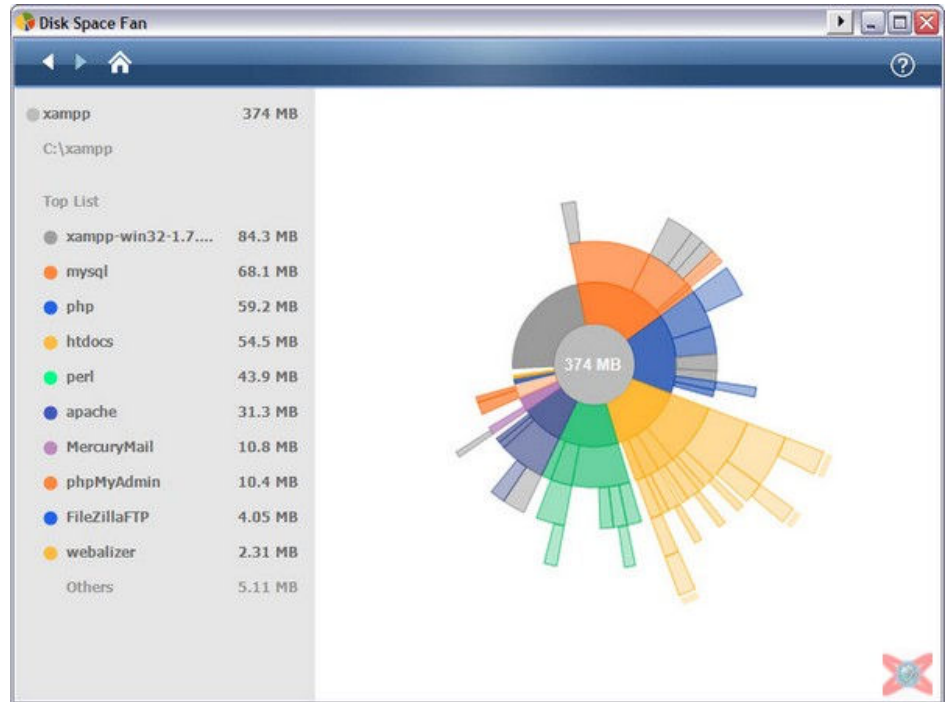 Disk Space Fan
xampp 374 MB
C:\xampp
Top List
xampp-win32-1.7.... 84.3 MB
mysql 68.1 MB
php 59.2 MB
htdocs 54.5 MB
perl 43.9 MB
apache 31.3 MB
MercuryMail 10.8 MB
phpMyAdmin 10.4 MB
FileZillaFTP 4.05 MB
webalizer 2.31 MB
Others 5.11 MB
374 MB